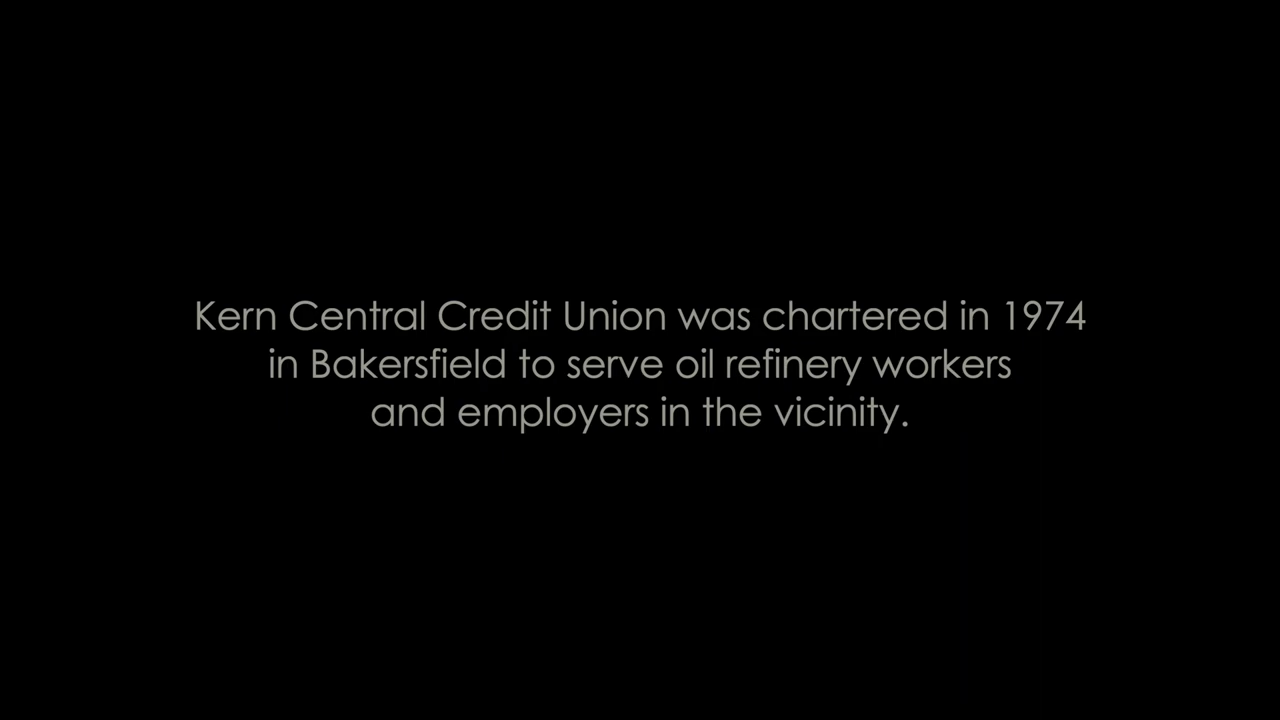 Kern Central Credit Union was chartered in 1974
in Bakersfield to serve oil refinery workers
and employers in the vicinity.